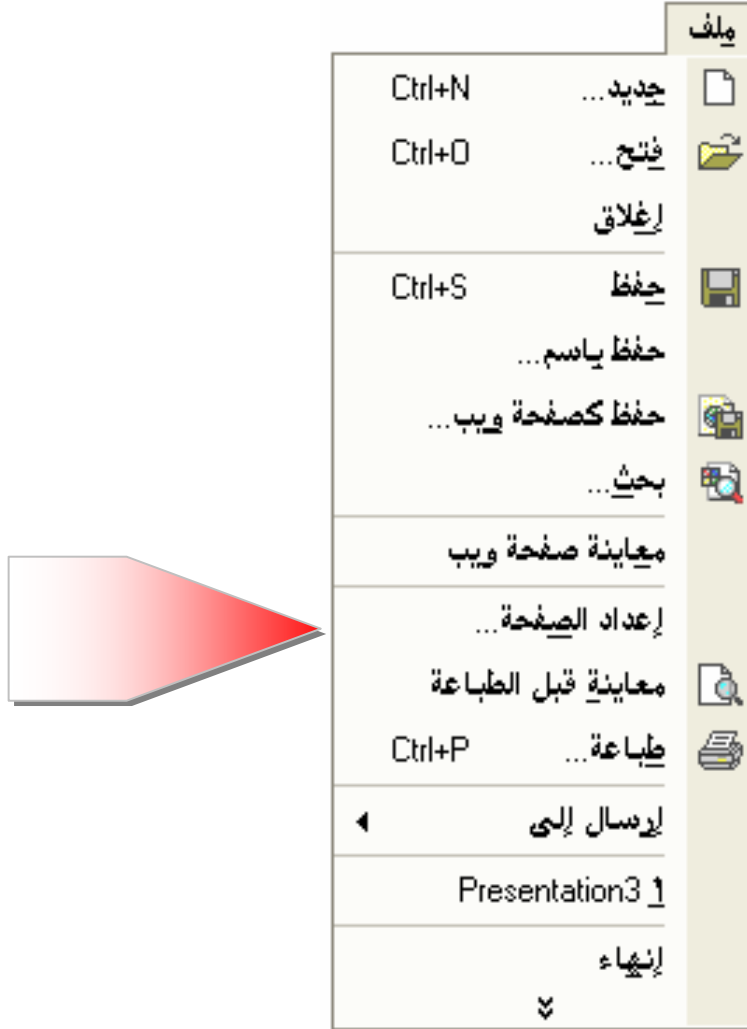 ملف
جديد... Ctrl+N
فتح... Ctrl+O
إغلاق
حفظ Ctrl+S
حفظ باسم...
حفظ كصفحة ويب...
بحث...
معاينة صفحة ويب
إعداد الصفحة...
معاينة قبل الطباعة
طباعة... Ctrl+P
إرسال إلى
1 Presentation3
إنهاء